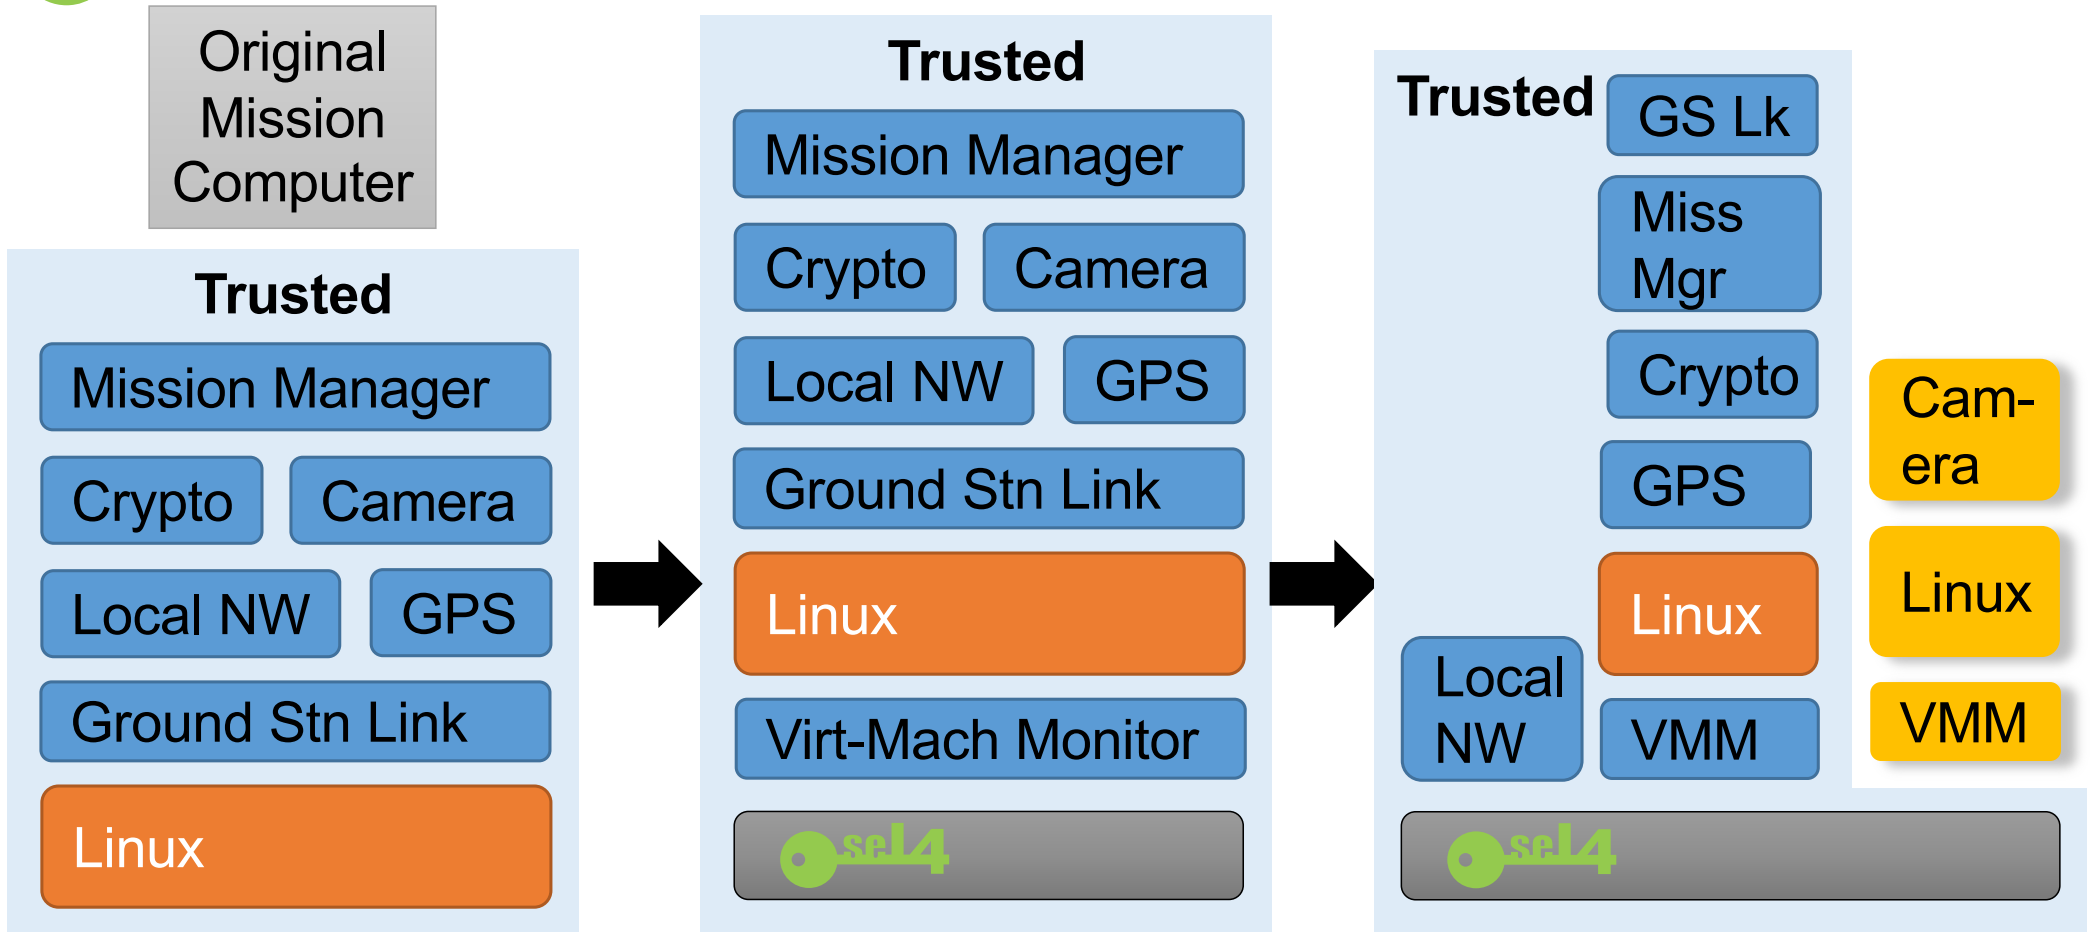 Original
Mission
Computer
Trusted
Mission Manager
Crypto
Camera
Local NW
GPS
Ground Stn Link
Linux
Trusted
Mission Manager
Crypto
Camera
Local NW
GPS
Ground Stn Link
Linux
Virt-Mach Monitor
seL4
Trusted
GS Lk
Miss
Mgr
Crypto
GPS
Linux
Local
NW
VMM
Cam-
era
Linux
VMM
seL4